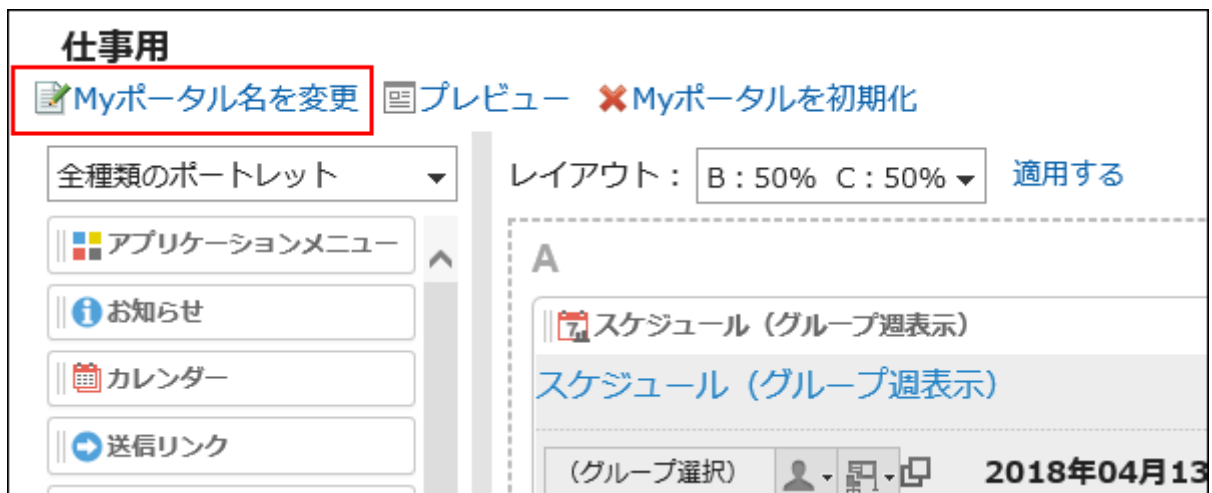 仕事用
Myポータル名を変更 プレビュー Myポータルを初期化
全種類のポートレット
レイアウト： B：50% C：50% 適用する
アプリケーションメニュー
お知らせ
カレンダー
送信リンク
A
スケジュール（グループ週表示）
スケジュール（グループ週表示）
（グループ選択） 2018年04月13